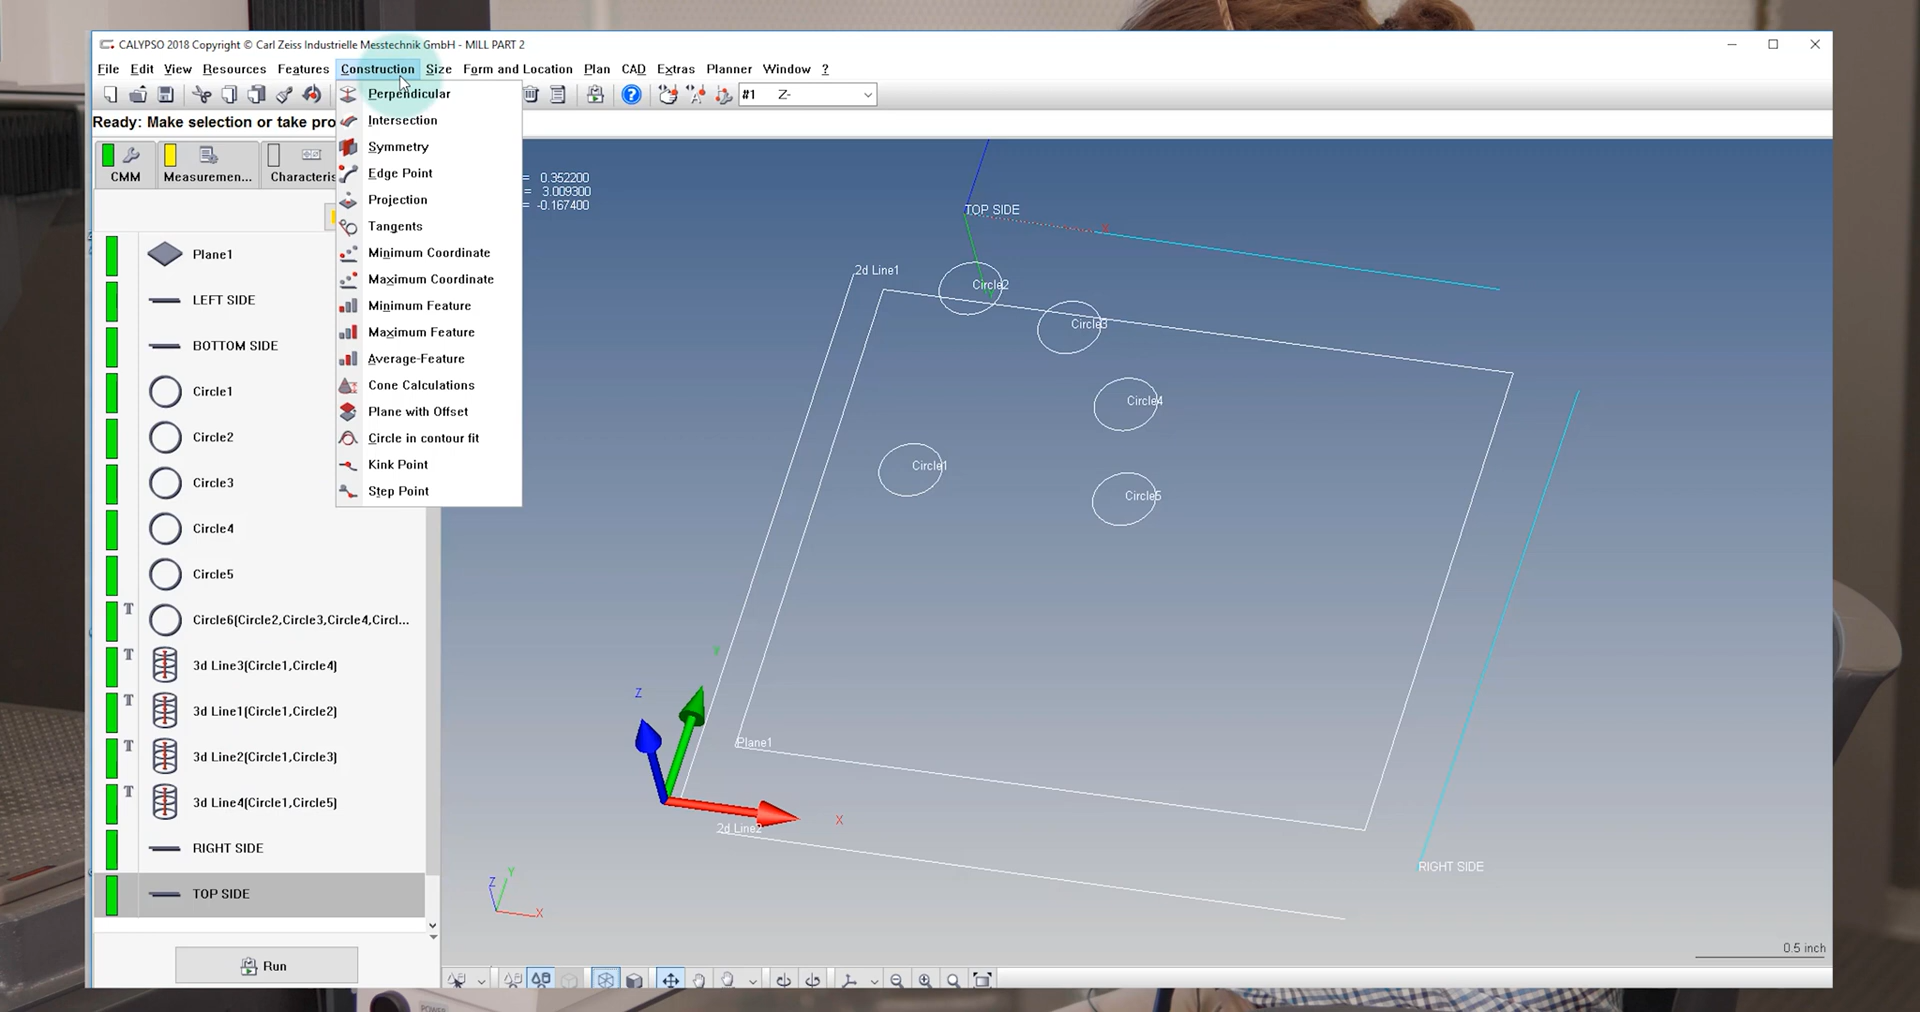 CALYPSO 2018 Copyright © Carl Zeiss Industrielle Messtechnik GmbH - MILL PART 2
File Edit View Resources Features Construction Size Form and Location Plan CAD Extras Planner Window ?
#1 Z-
Ready: Make selection or take pro
CMM
Measuremen...
Characteris
Perpendicular
Intersection
Symmetry
Edge Point
Projection
Tangents
Minimum Coordinate
Maximum Coordinate
Minimum Feature
Maximum Feature
Average-Feature
Cone Calculations
Plane with Offset
Circle in contour fit
Kink Point
Step Point
Plane1
LEFT SIDE
BOTTOM SIDE
Circle1
Circle2
Circle3
Circle4
Circle5
T Circle6(Circle2,Circle3,Circle4,Circl...
T 3d Line3(Circle1,Circle4)
T 3d Line1(Circle1,Circle2)
T 3d Line2(Circle1,Circle3)
T 3d Line4(Circle1,Circle5)
RIGHT SIDE
TOP SIDE
Run
= 0.352200
= 3.009300
= -0.167400
TOP SIDE
X
2d Line1
Circle2
Circle3
Circle4
Circle1
Circle5
Y
Z
Plane1
X
2d Line2
RIGHT SIDE
Y
Z
X
0.5 inch
POWER